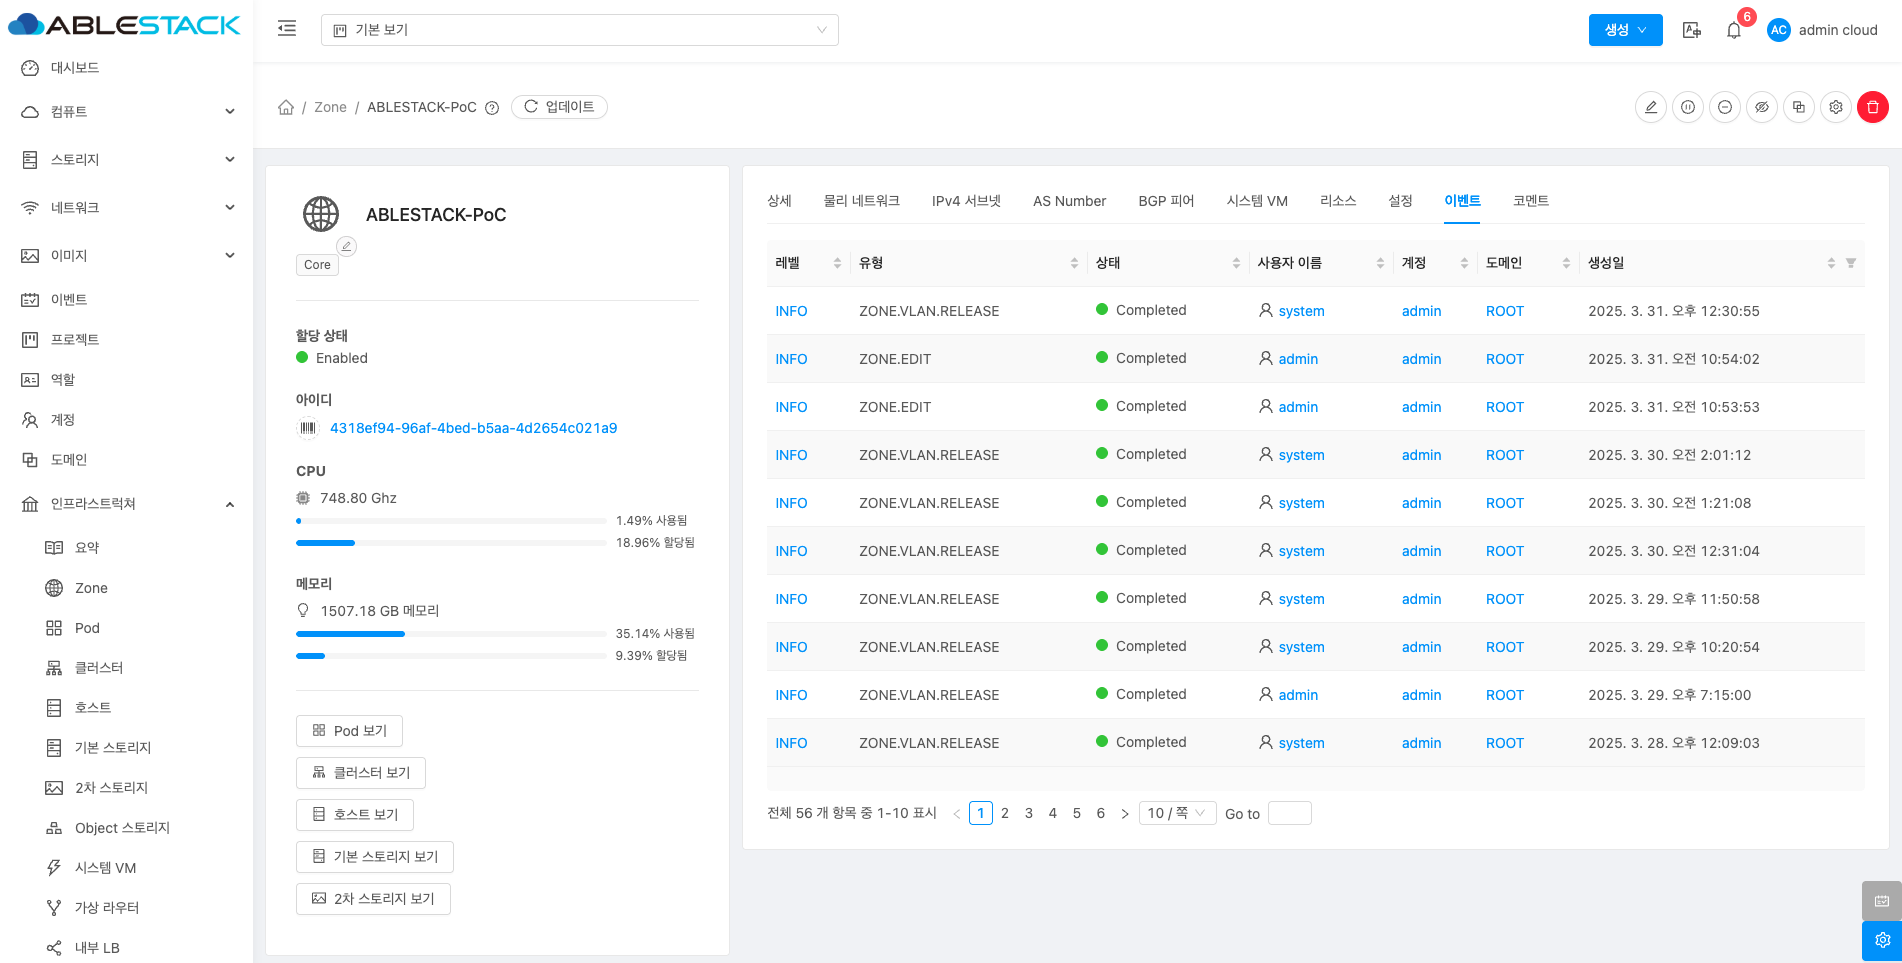 ABLESTACK
기본 보기
생성
6
AC
admin cloud
대시보드
컴퓨트
스토리지
네트워크
이미지
이벤트
프로젝트
역할
계정
도메인
인프라스트럭쳐
요약
Zone
Pod
클러스터
호스트
기본 스토리지
2차 스토리지
Object 스토리지
시스템 VM
가상 라우터
내부 LB
/ Zone / ABLESTACK-PoC
업데이트
ABLESTACK-PoC
Core
할당 상태
Enabled
아이디
4318ef94-96af-4bed-b5aa-4d2654c021a9
CPU
748.80 Ghz
1.49% 사용됨
18.96% 할당됨
메모리
1507.18 GB 메모리
35.14% 사용됨
9.39% 할당됨
Pod 보기
클러스터 보기
호스트 보기
기본 스토리지 보기
2차 스토리지 보기
상세 물리 네트워크 IPv4 서브넷 AS Number BGP 피어 시스템 VM 리소스 설정 이벤트 코멘트
레벨 유형 상태 사용자 이름 계정 도메인 생성일
INFO ZONE.VLAN.RELEASE Completed system admin ROOT 2025. 3. 31. 오후 12:30:55
INFO ZONE.EDIT Completed admin admin ROOT 2025. 3. 31. 오전 10:54:02
INFO ZONE.EDIT Completed admin admin ROOT 2025. 3. 31. 오전 10:53:53
INFO ZONE.VLAN.RELEASE Completed system admin ROOT 2025. 3. 30. 오전 2:01:12
INFO ZONE.VLAN.RELEASE Completed system admin ROOT 2025. 3. 30. 오전 1:21:08
INFO ZONE.VLAN.RELEASE Completed system admin ROOT 2025. 3. 30. 오전 12:31:04
INFO ZONE.VLAN.RELEASE Completed system admin ROOT 2025. 3. 29. 오후 11:50:58
INFO ZONE.VLAN.RELEASE Completed system admin ROOT 2025. 3. 29. 오후 10:20:54
INFO ZONE.VLAN.RELEASE Completed admin admin ROOT 2025. 3. 29. 오후 7:15:00
INFO ZONE.VLAN.RELEASE Completed system admin ROOT 2025. 3. 28. 오후 12:09:03
전체 56 개 항목 중 1-10 표시 1 2 3 4 5 6 10 / 쪽 Go to